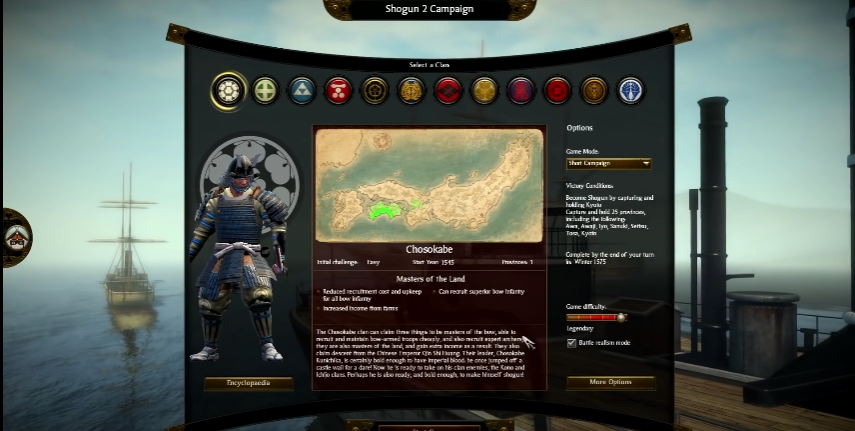 Shogun 2 Campaign
Select a Clan
Options
Game Mode:
Short Campaign
Victory Conditions:
Become Shogun by capturing and
holding Kyoto
Capture and hold 25 provinces,
including the following:
Awa, Awaji, Iyo, Sanuki, Settsu,
Tosa, Kyoto
Complete by the end of your turn
in: Winter 1575
Game difficulty:
Legendary
Battle realism mode
More Options
Chosokabe
Initial challenge: Easy Start Year 1545 Provinces: 1
Masters of the Land
Reduced recruitment cost and upkeep for all bow infantry
Can recruit superior bow infantry
Increased income from farms
The Chosokabe clan can claim three things: to be masters of the bow, able to
recruit and maintain bow-armed troops cheaply, and also recruit expert archers;
they are also masters of the land, and gain extra income as a result. They also
claim descent from the Chinese Emperor Qin Shi Huang. Their leader, Chosokabe
Kunichika, is certainly bold enough to have imperial blood: he once jumped off a
castle wall for a dare! Now he is ready to take on his clan enemies, the Kono and
Ichijo clans. Perhaps he is also ready, and bold enough, to make himself shogun!
Encyclopaedia